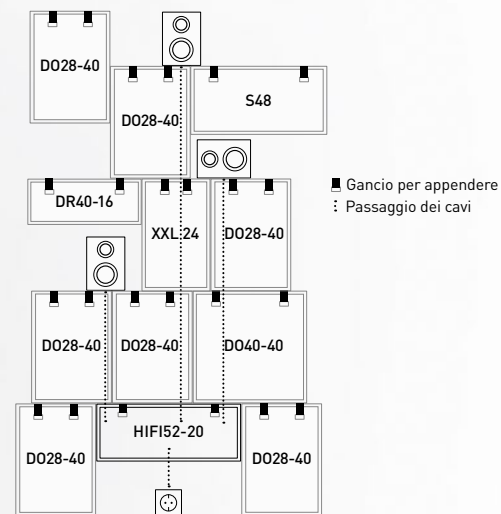 DO28-40
DO28-40
S48
DR40-16
XXL 24
DO28-40
Gancio per appendere
Passaggio dei cavi
DO28-40
DO28-40
DO40-40
DO28-40
HIFI52-20
DO28-40